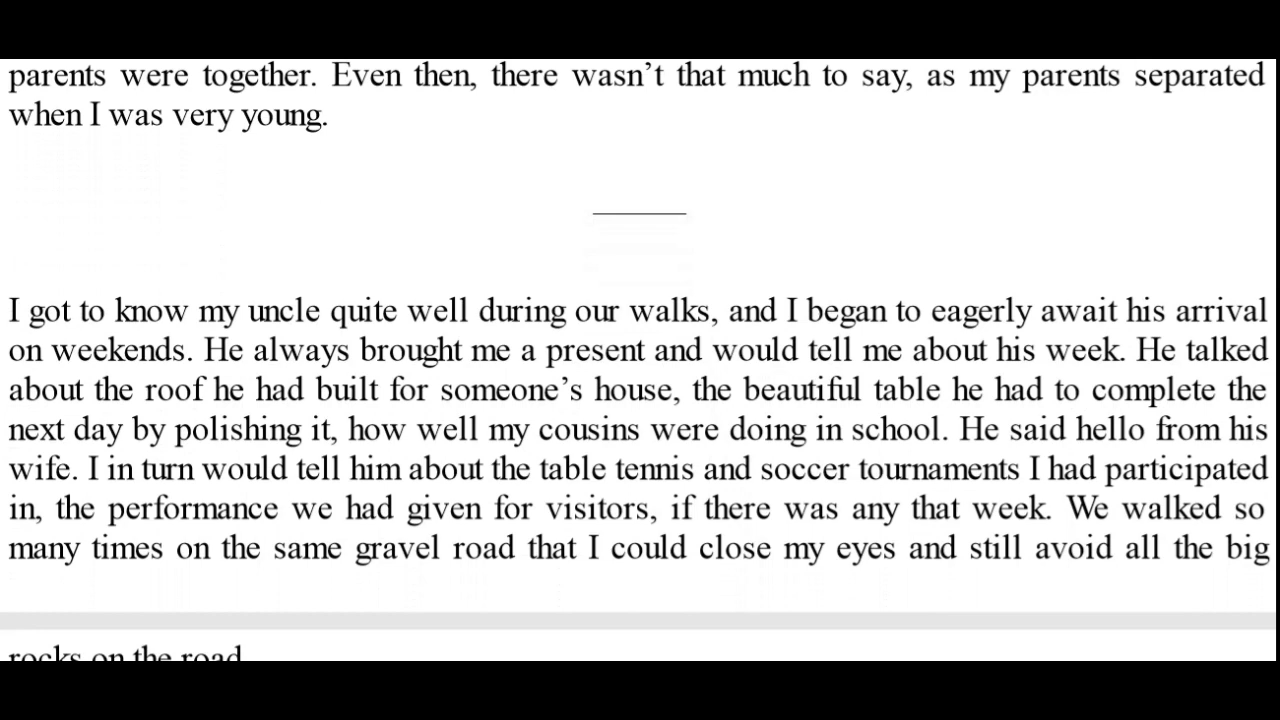 parents were together. Even then, there wasn’t that much to say, as my parents separated
when I was very young.
I got to know my uncle quite well during our walks, and I began to eagerly await his arrival
on weekends. He always brought me a present and would tell me about his week. He talked
about the roof he had built for someone’s house, the beautiful table he had to complete the
next day by polishing it, how well my cousins were doing in school. He said hello from his
wife. I in turn would tell him about the table tennis and soccer tournaments I had participated
in, the performance we had given for visitors, if there was any that week. We walked so
many times on the same gravel road that I could close my eyes and still avoid all the big
rocks on the road